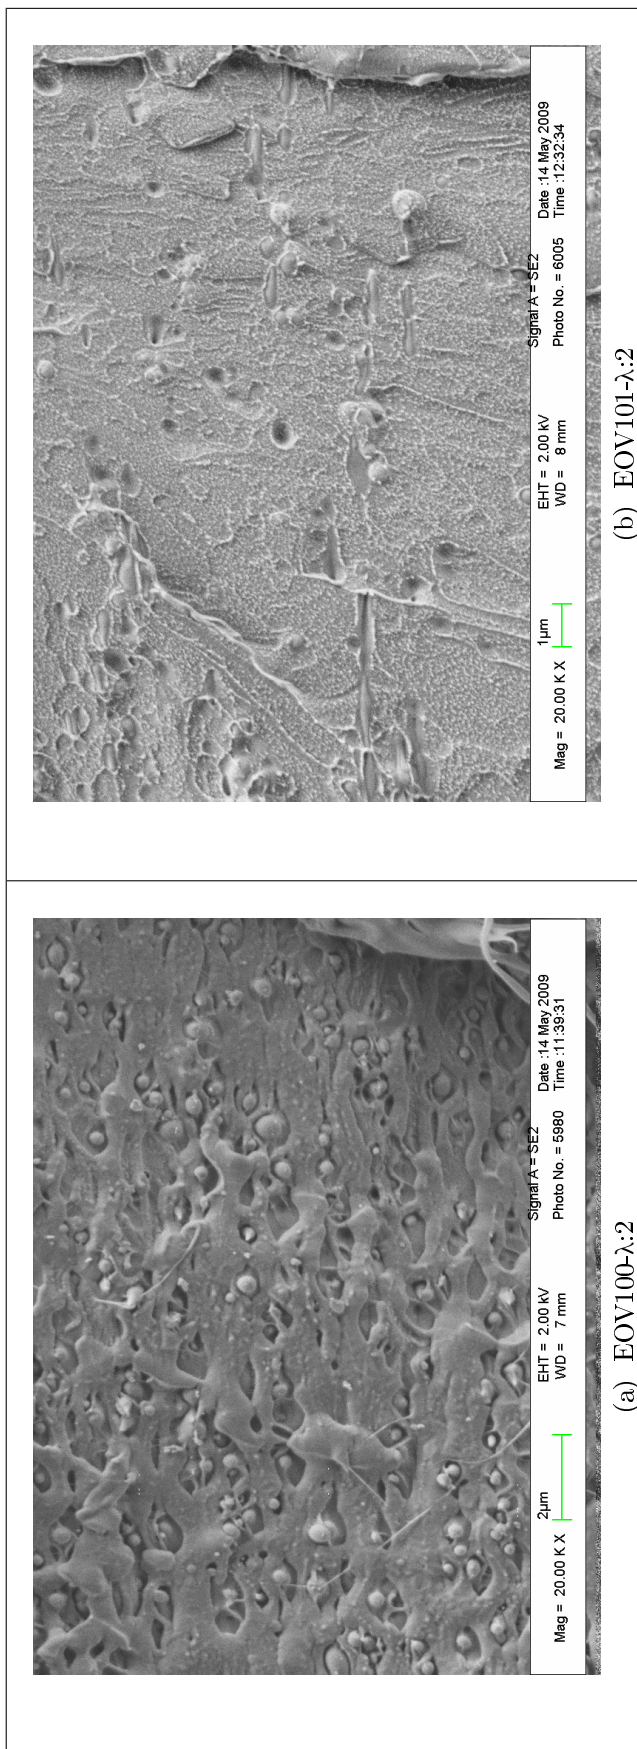 2µm
Mag = 20.00 K X
EHT = 2.00 kV
WD = 7 mm
Signal A = SE2
Photo No. = 5980
Date :14 May 2009
Time :11:39:31
(a) EOV100-λ:2
1µm
Mag = 20.00 K X
EHT = 2.00 kV
WD = 8 mm
Signal A = SE2
Photo No. = 6005
Date :14 May 2009
Time :12:32:34
(b) EOV101-λ:2